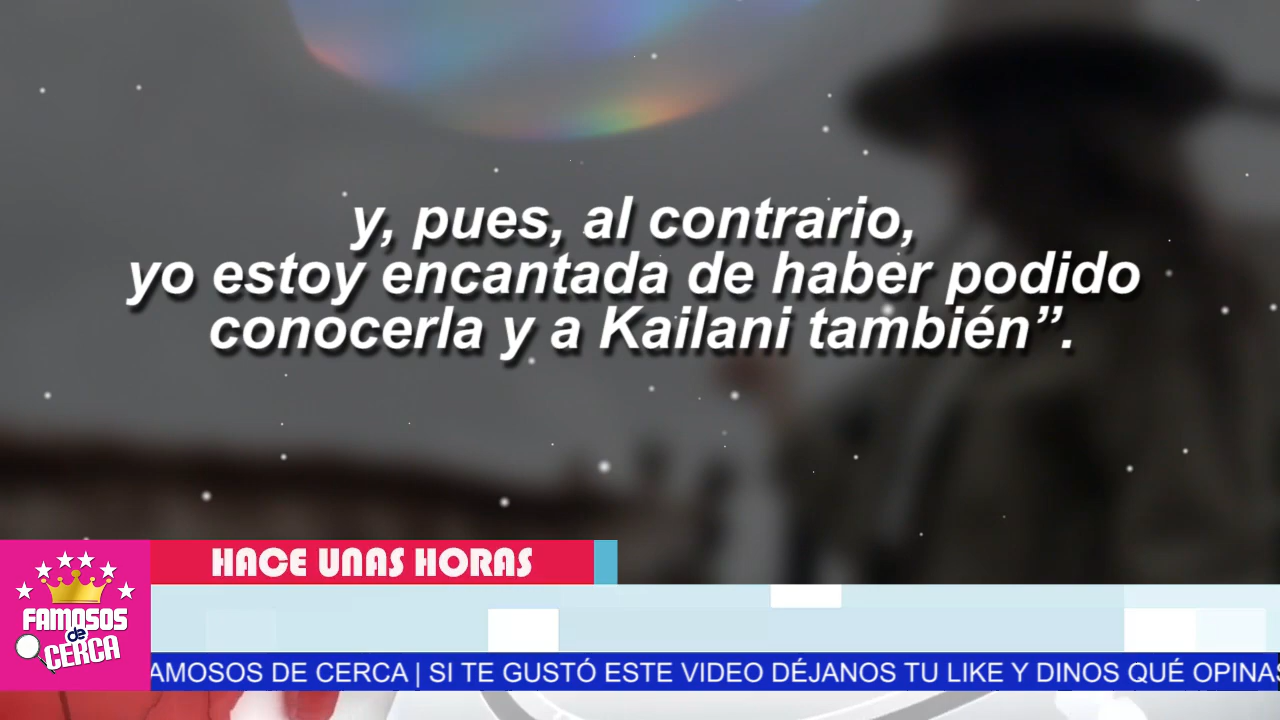 y, pues, al contrario,
yo estoy encantada de haber podido
conocerla y a Kailani también”.
HACE UNAS HORAS
FAMOSOS
de
CERCA
AMOSOS DE CERCA | SI TE GUSTÓ ESTE VIDEO DÉJANOS TU LIKE Y DINOS QUÉ OPINAS